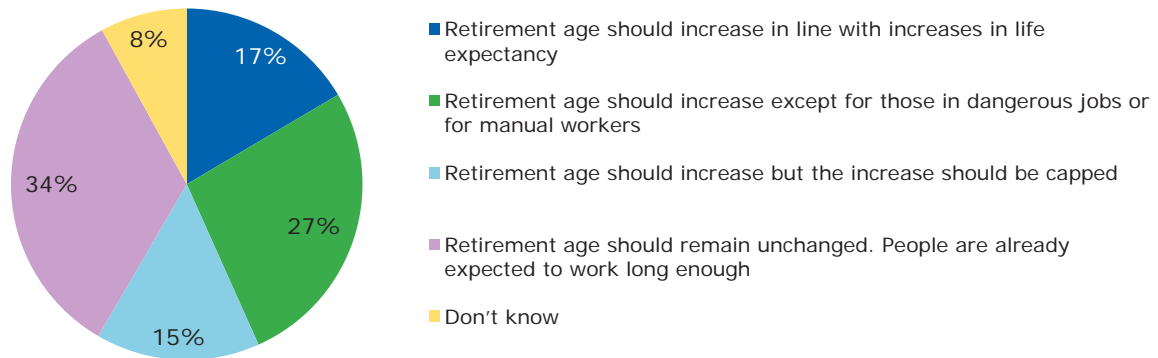 8%
17%
34%
27%
15%
Retirement age should increase in line with increases in life
expectancy
Retirement age should increase except for those in dangerous jobs or
for manual workers
Retirement age should increase but the increase should be capped
Retirement age should remain unchanged. People are already
expected to work long enough
Don't know